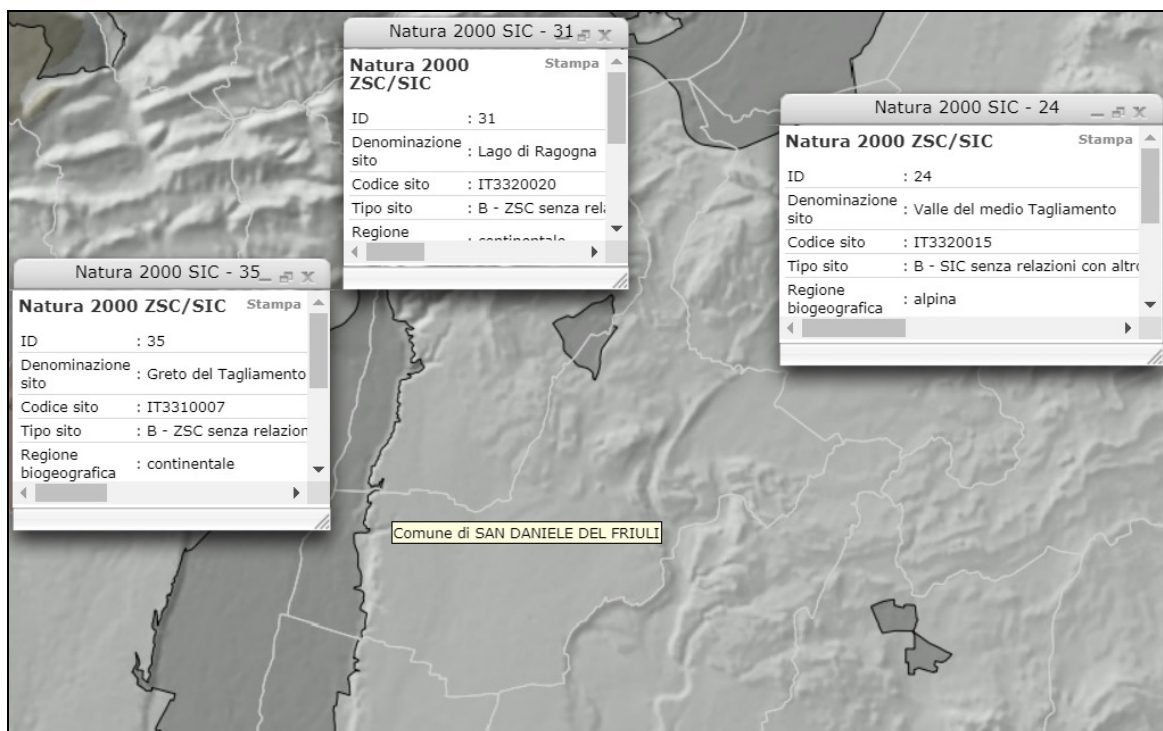 Natura 2000 SIC - 31
Natura 2000 ZSC/SIC
Stampa
ID : 31
Denominazione sito : Lago di Ragogna
Codice sito : IT3320020
Tipo sito : B - ZSC senza
Regione
Natura 2000 SIC - 24
Natura 2000 ZSC/SIC Stampa
ID : 24
Denominazione sito : Valle del medio Tagliamento
Codice sito : IT3320015
Tipo sito : B - SIC senza relazioni con altro
Regione biogeografica : alpina
Natura 2000 SIC - 35
Natura 2000 ZSC/SIC Stampa
ID : 35
Denominazione sito : Greto del Tagliamento
Codice sito : IT3310007
Tipo sito : B - ZSC senza relazion
Regione biogeografica : continentale
Comune di SAN DANIELE DEL FRIULI